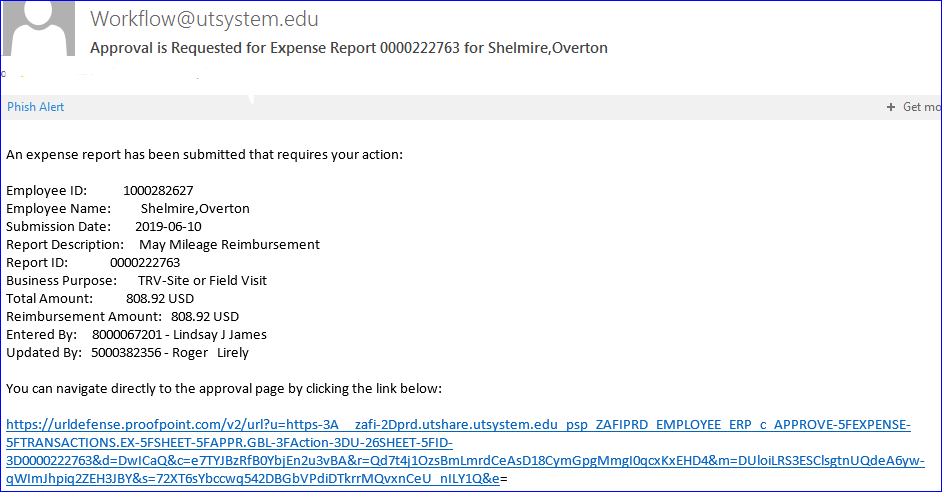 Workflow@utsystem.edu
Approval is Requested for Expense Report 0000222763 for Shelmire,Overton
Phish Alert
+ Get mo
An expense report has been submitted that requires your action:
Employee ID: 1000282627
Employee Name: Shelmire,Overton
Submission Date: 2019-06-10
Report Description: May Mileage Reimbursement
Report ID: 0000222763
Business Purpose: TRV-Site or Field Visit
Total Amount: 808.92 USD
Reimbursement Amount: 808.92 USD
Entered By: 8000067201 - Lindsay J James
Updated By: 5000382356 - Roger Lirely
You can navigate directly to the approval page by clicking the link below:
https://urldefense.proofpoint.com/v2/url?u=https-3A__zafi-2Dprd.utshare.utsystem.edu_psp_ZAFIPRD_EMPLOYEE_ERP_c_APPROVE-5FEXPENSE-
5FTRANSACTIONS.EX-5FSHEET-5FAPPR.GBL-3FAction-3DU-26SHEET-5FID-
3D0000222763&d=DwICaQ&c=e7TYJBzRfB0YbjEn2u3vBA&r=Qd7t4j1OzsBmLmrdCeAsD18CymGpgMmgI0qcxKxEHD4&m=DUloiLRS3ESClsgtnUQdeA6yw-
qWImJhpiq2ZEH3JBY&s=72XT6sYbccwq542DBGbVPdiDTkrrMQvxnCeU_nILY1Q&e=